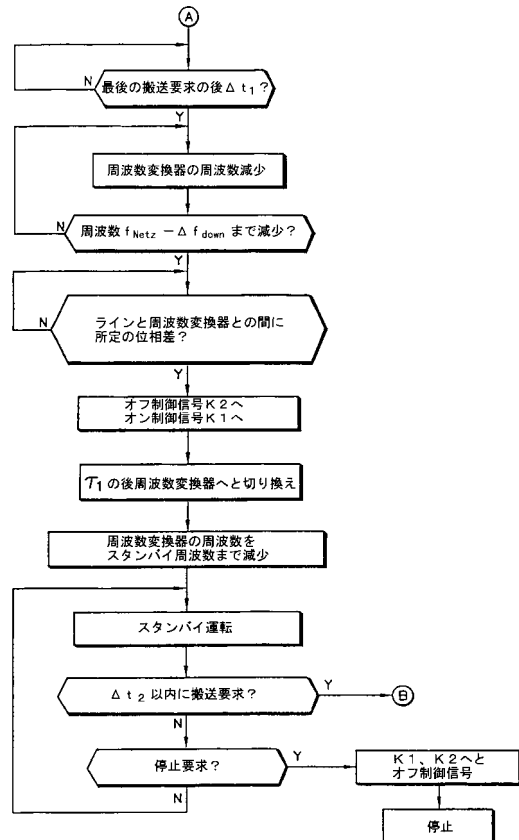 A
最後の搬送要求の後Δt₁?
N
Y
周波数変換器の周波数減少
周波数 f_Netz −Δf_down まで減少?
N
Y
ラインと周波数変換器との間に
所定の位相差?
N
Y
オフ制御信号K2へ
オン制御信号K1へ
τ₁の後周波数変換器へと切り換え
周波数変換器の周波数を
スタンバイ周波数まで減少
スタンバイ運転
Δt₂以内に搬送要求?
Y
B
N
停止要求?
Y
K1、K2へと
オフ制御信号
N
停止